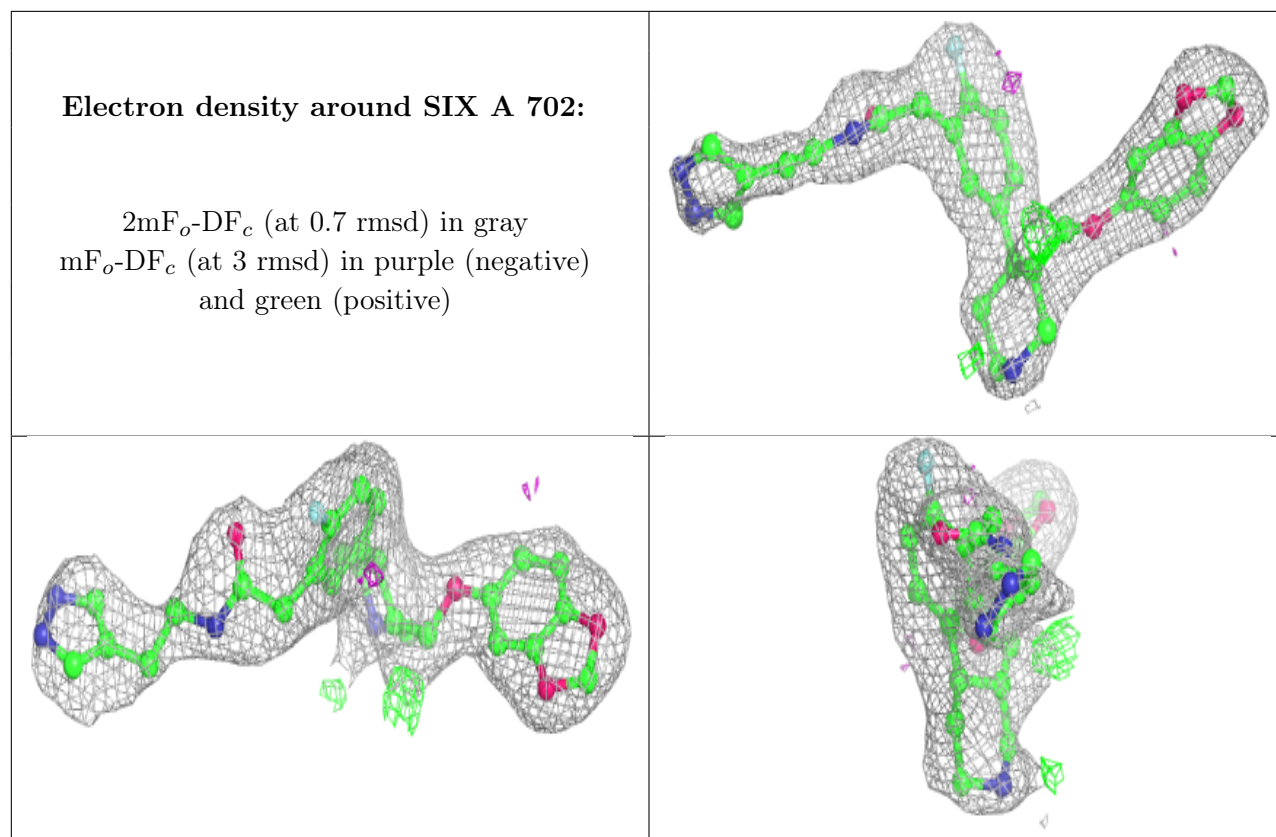 Electron density around SIX A 702:
2mFₒ-DF𝒸 (at 0.7 rmsd) in gray
mFₒ-DF𝒸 (at 3 rmsd) in purple (negative)
and green (positive)